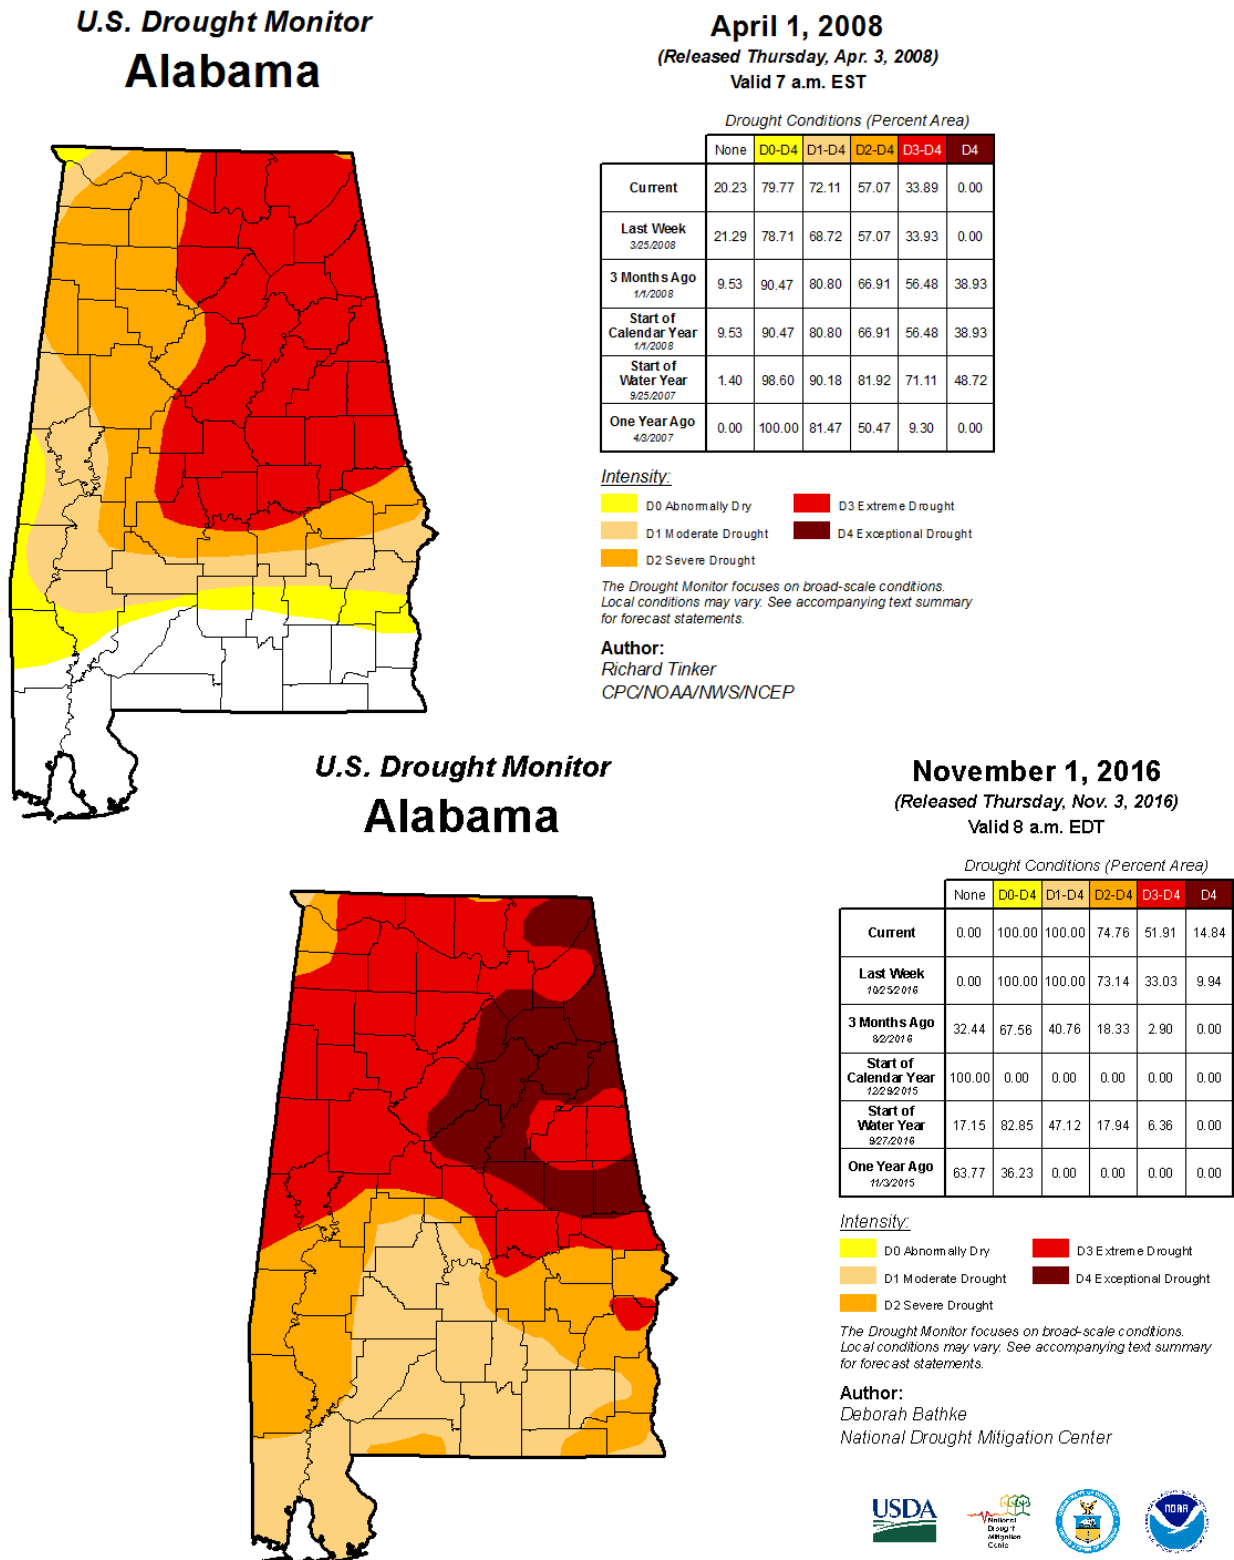 U.S. Drought Monitor
Alabama
April 1, 2008
(Released Thursday, Apr. 3, 2008)
Valid 7 a.m. EST
Drought Conditions (Percent Area)
None D0-D4 D1-D4 D2-D4 D3-D4 D4
Current 20.23 79.77 72.11 57.07 33.89 0.00
Last Week
3/25/2008
21.29 78.71 68.72 57.07 33.93 0.00
3 Months Ago
1/1/2008
9.53 90.47 80.80 66.91 56.48 38.93
Start of
Calendar Year
1/1/2008
9.53 90.47 80.80 66.91 56.48 38.93
Start of
Water Year
9/25/2007
1.40 98.60 90.18 81.92 71.11 48.72
One Year Ago
4/3/2007
0.00 100.00 81.47 50.47 9.30 0.00
Intensity:
D0 Abnormally Dry
D1 Moderate Drought
D2 Severe Drought
D3 Extreme Drought
D4 Exceptional Drought
The Drought Monitor focuses on broad-scale conditions.
Local conditions may vary. See accompanying text summary
for forecast statements.
Author:
Richard Tinker
CPC/NOAA/NWS/NCEP
U.S. Drought Monitor
Alabama
November 1, 2016
(Released Thursday, Nov. 3, 2016)
Valid 8 a.m. EDT
Drought Conditions (Percent Area)
None D0-D4 D1-D4 D2-D4 D3-D4 D4
Current 0.00 100.00 100.00 74.76 51.91 14.84
Last Week
10/25/2016
0.00 100.00 100.00 73.14 33.03 9.94
3 Months Ago
8/2/2016
32.44 67.56 40.76 18.33 2.90 0.00
Start of
Calendar Year
12/29/2015
100.00 0.00 0.00 0.00 0.00 0.00
Start of
Water Year
9/27/2016
17.15 82.85 47.12 17.94 6.36 0.00
One Year Ago
11/3/2015
63.77 36.23 0.00 0.00 0.00 0.00
Intensity:
D0 Abnormally Dry
D1 Moderate Drought
D2 Severe Drought
D3 Extreme Drought
D4 Exceptional Drought
The Drought Monitor focuses on broad-scale conditions.
Local conditions may vary. See accompanying text summary
for forecast statements.
Author:
Deborah Bathke
National Drought Mitigation Center
USDA
National
Drought
Mitigation
Center
NOAA